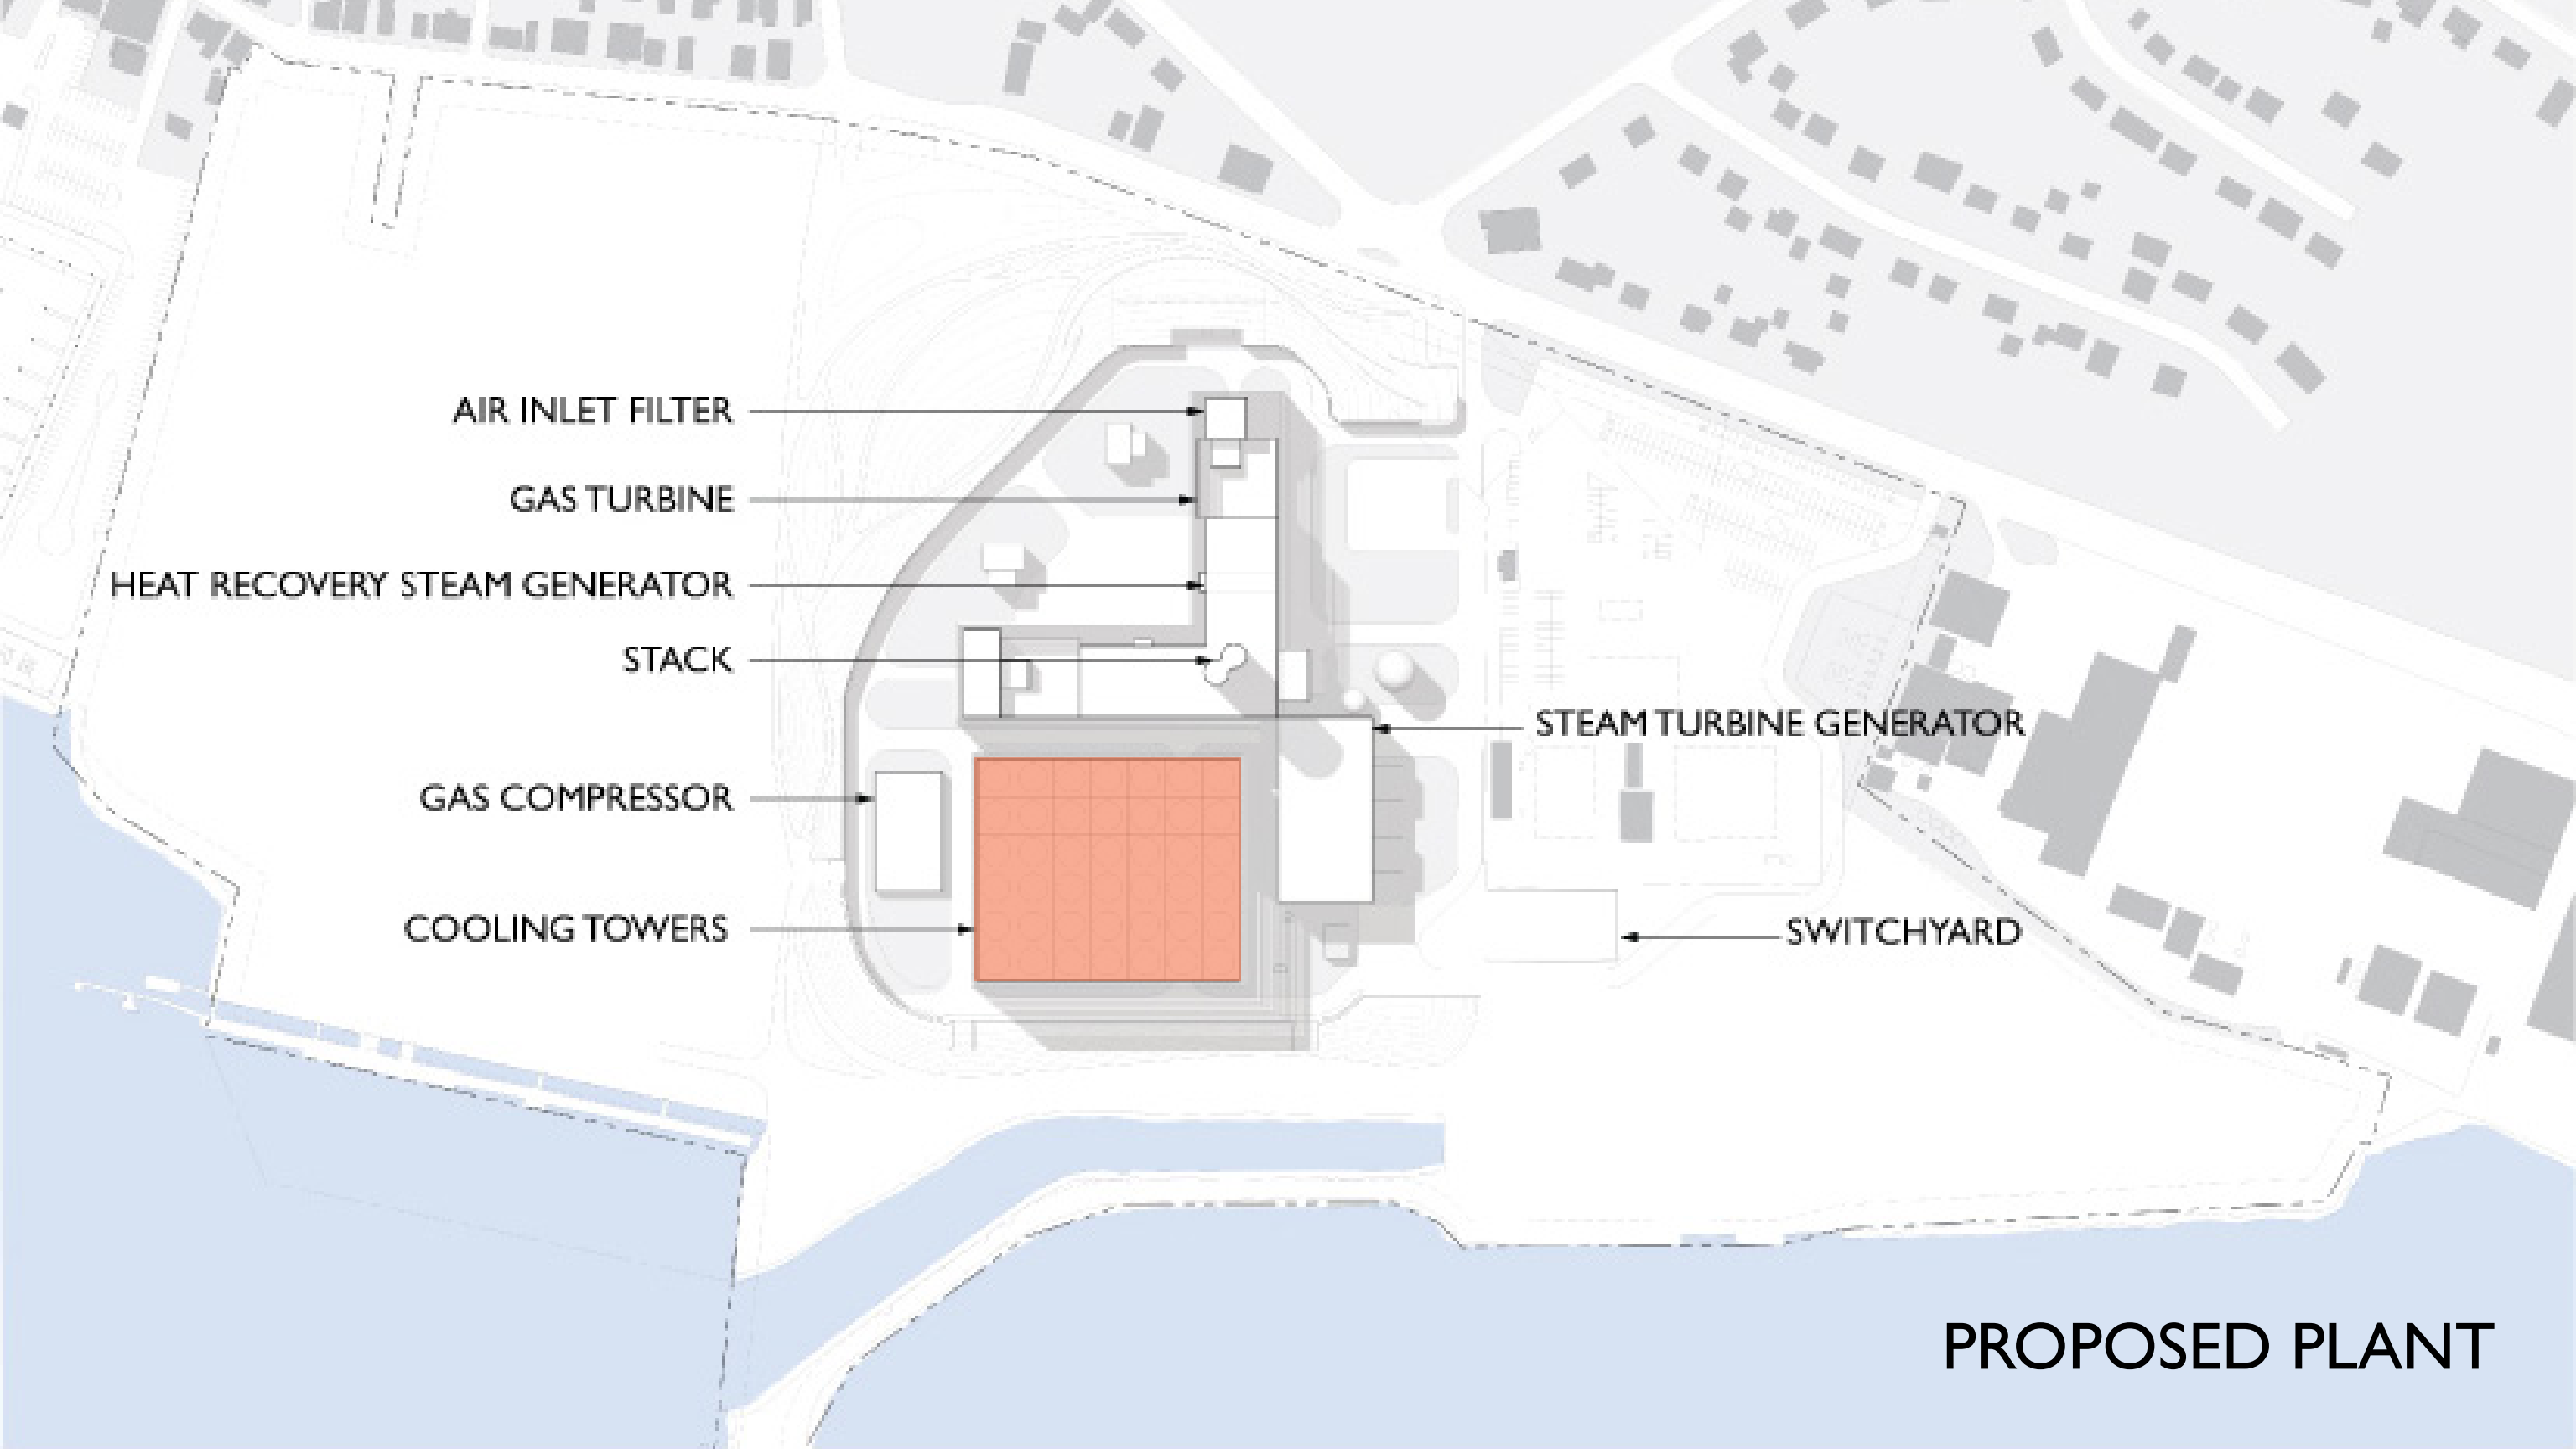 AIR INLET FILTER
GAS TURBINE
HEAT RECOVERY STEAM GENERATOR
STACK
STEAM TURBINE GENERATOR
GAS COMPRESSOR
COOLING TOWERS
SWITCHYARD
PROPOSED PLANT